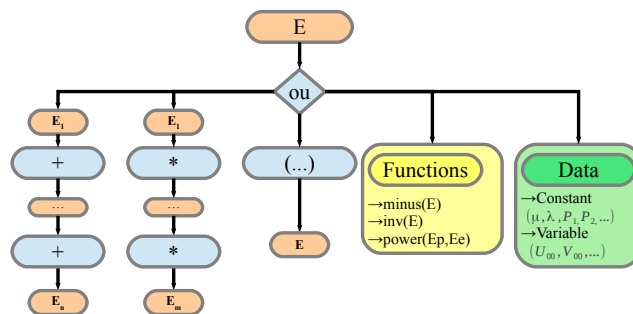 E
ou
E1
+
...
+
En
E1
*
...
*
Em
(...)
E
Functions
→minus(E)
→inv(E)
→power(Ep,Ee)
Data
→Constant
(μ, λ, P1, P2, ...)
→Variable
(U00, V00, ...)